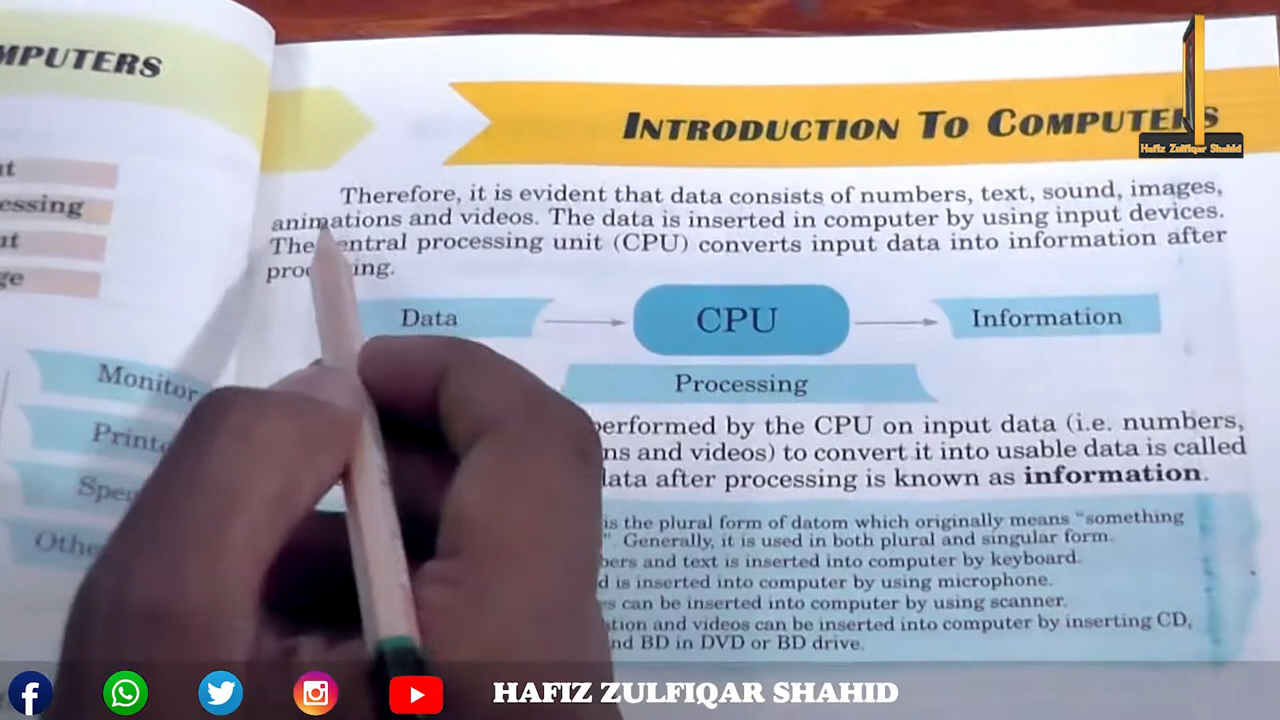 MPUTERS
INTRODUCTION TO COMPUTERS
Hafiz Zulfiqar Shahid
Therefore, it is evident that data consists of numbers, text, sound, images,
animations and videos. The data is inserted in computer by using input devices.
The entral processing unit (CPU) converts input data into information after
pro ing.
Data
CPU
Information
Processing
erformed by the CPU on input data (i.e. numbers,
ns and videos) to convert it into usable data is called
data after processing is known as information.
is the plural form of datom which originally means "something
". Generally, it is used in both plural and singular form.
bers and text is inserted into computer by keyboard.
d is inserted into computer by using microphone.
s can be inserted into computer by using scanner.
tion and videos can be inserted into computer by inserting CD,
nd BD in DVD or BD drive.
essing
Monitor
Printe
Spea
Othe
HAFIZ ZULFIQAR SHAHID